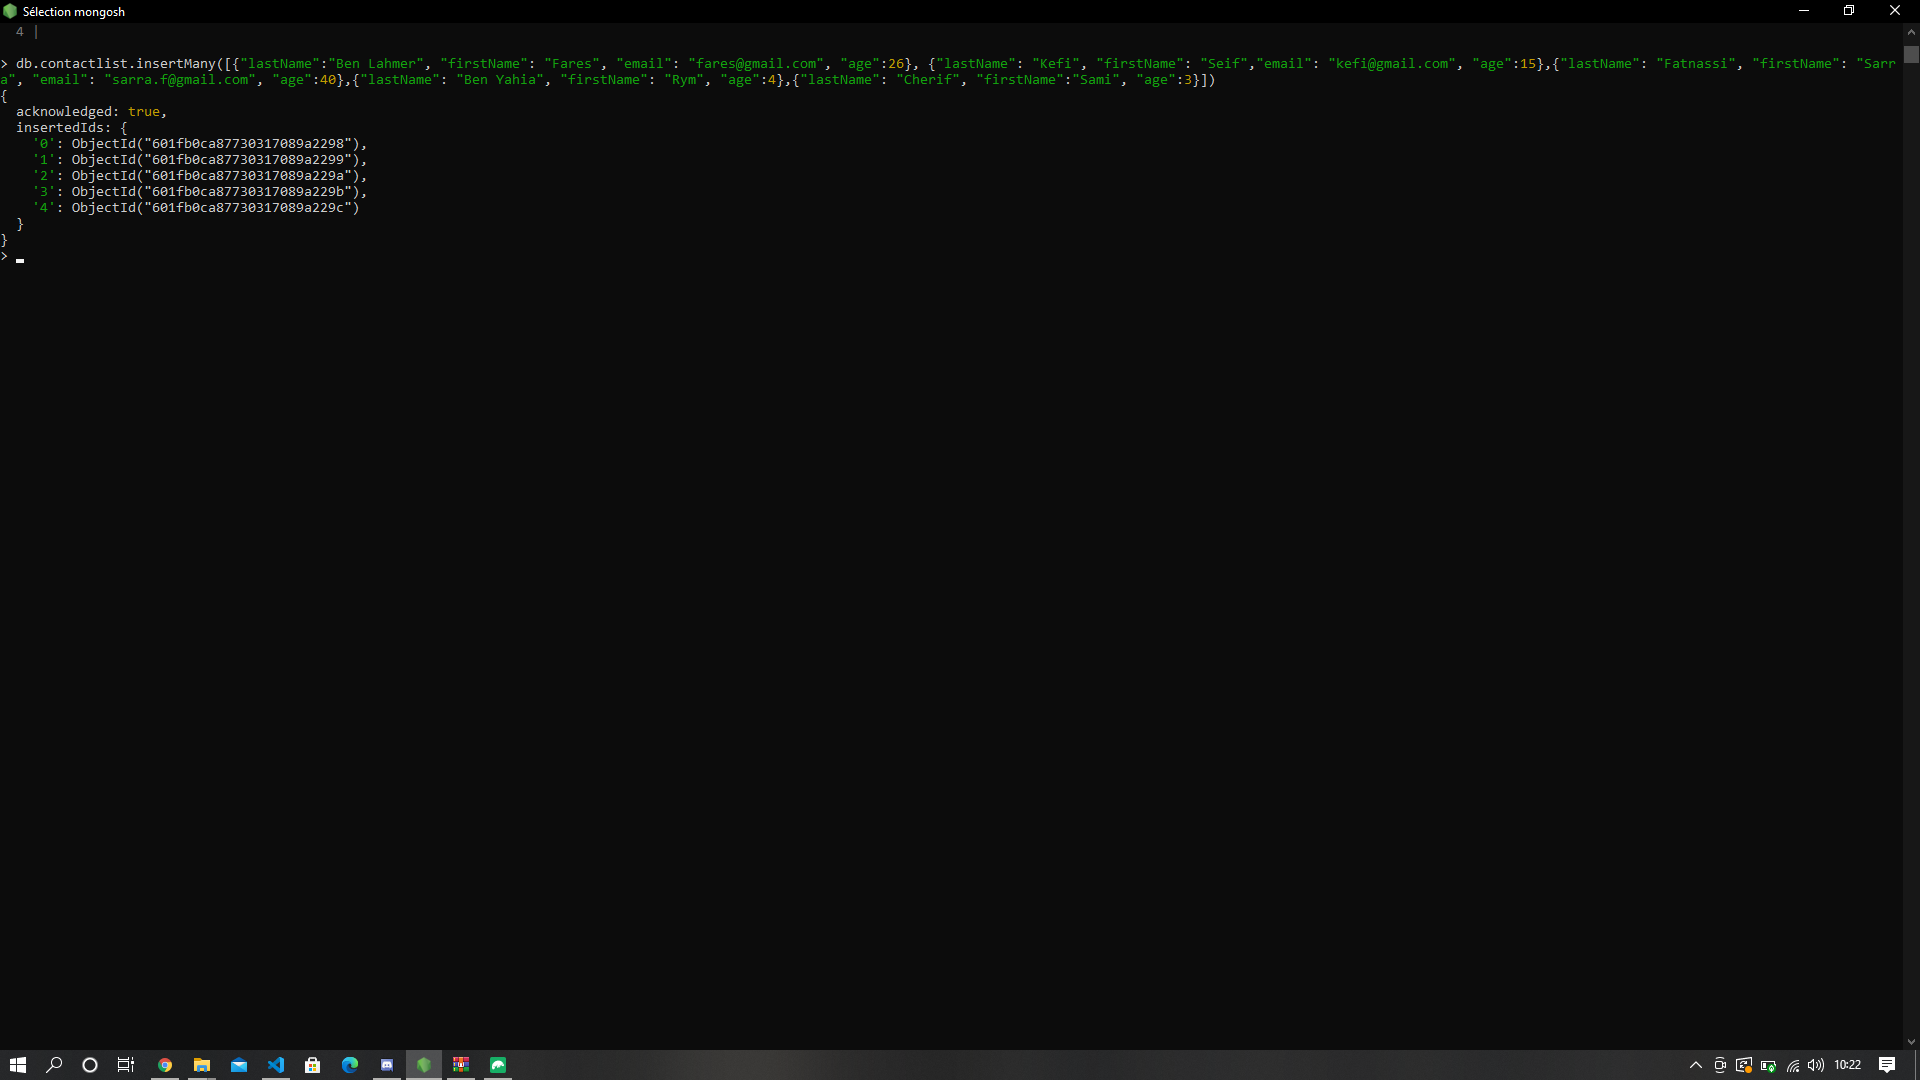 Sélection mongosh
4 |
> db.contactlist.insertMany([{"lastName":"Ben Lahmer", "firstName": "Fares", "email": "fares@gmail.com", "age":26}, {"lastName": "Kefi", "firstName": "Seif","email": "kefi@gmail.com", "age":15},{"lastName": "Fatnassi", "firstName": "Sarr
a", "email": "sarra.f@gmail.com", "age":40},{"lastName": "Ben Yahia", "firstName": "Rym", "age":4},{"lastName": "Cherif", "firstName":"Sami", "age":3}])
{
  acknowledged: true,
  insertedIds: {
    '0': ObjectId("601fb0ca87730317089a2298"),
    '1': ObjectId("601fb0ca87730317089a2299"),
    '2': ObjectId("601fb0ca87730317089a229a"),
    '3': ObjectId("601fb0ca87730317089a229b"),
    '4': ObjectId("601fb0ca87730317089a229c")
  }
}
>
10:22